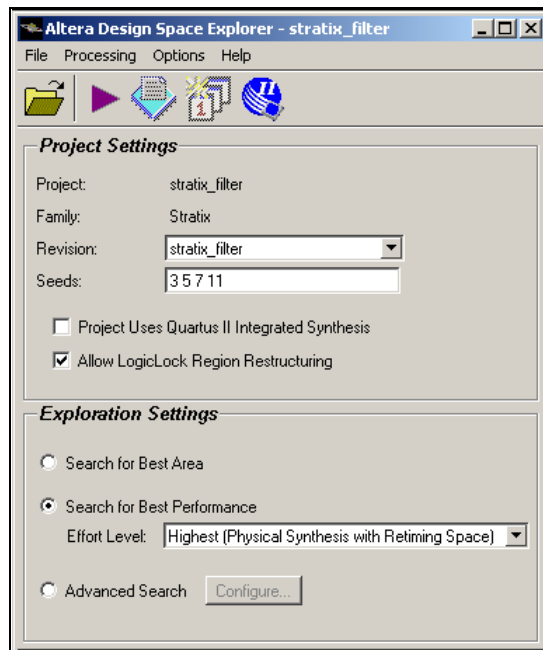 Altera Design Space Explorer - stratix_filter
File Processing Options Help
1
Project Settings
Project: stratix_filter
Family: Stratix
Revision: stratix_filter
Seeds: 3 5 7 11
Project Uses Quartus II Integrated Synthesis
Allow LogicLock Region Restructuring
Exploration Settings
Search for Best Area
Search for Best Performance
Effort Level: Highest (Physical Synthesis with Retiming Space)
Advanced Search Configure...